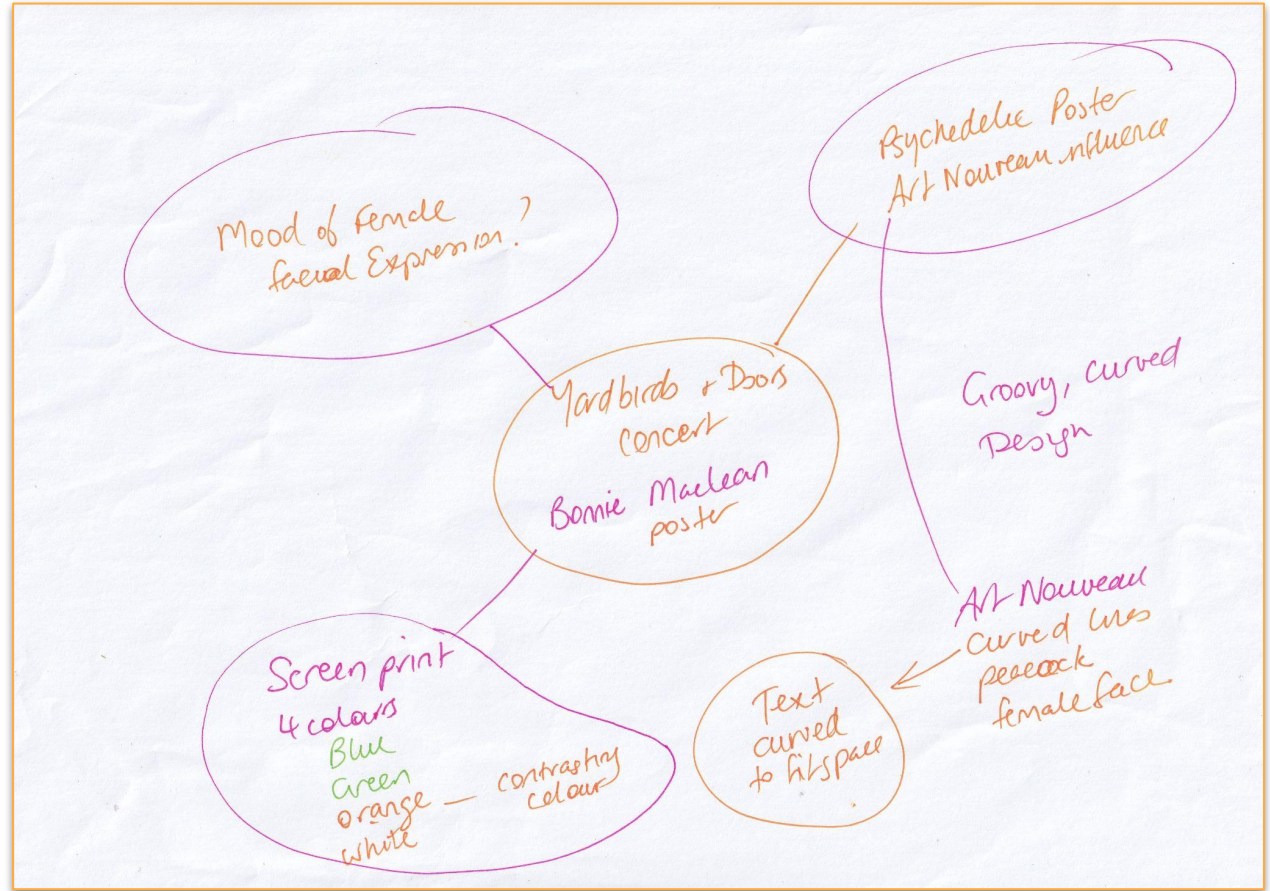 Psychedelic Poster
Art Nouveau influence
Mood of Female
facial Expression?
Yardbirds + Doors
concert
Bonnie Maclean
poster
Groovy, curved
Design
Art Nouveau
curved lines
peacock
female face
Text
curved
to fit space
Screen print
4 colours
Blue
Green
orange — contrasting
colour
white